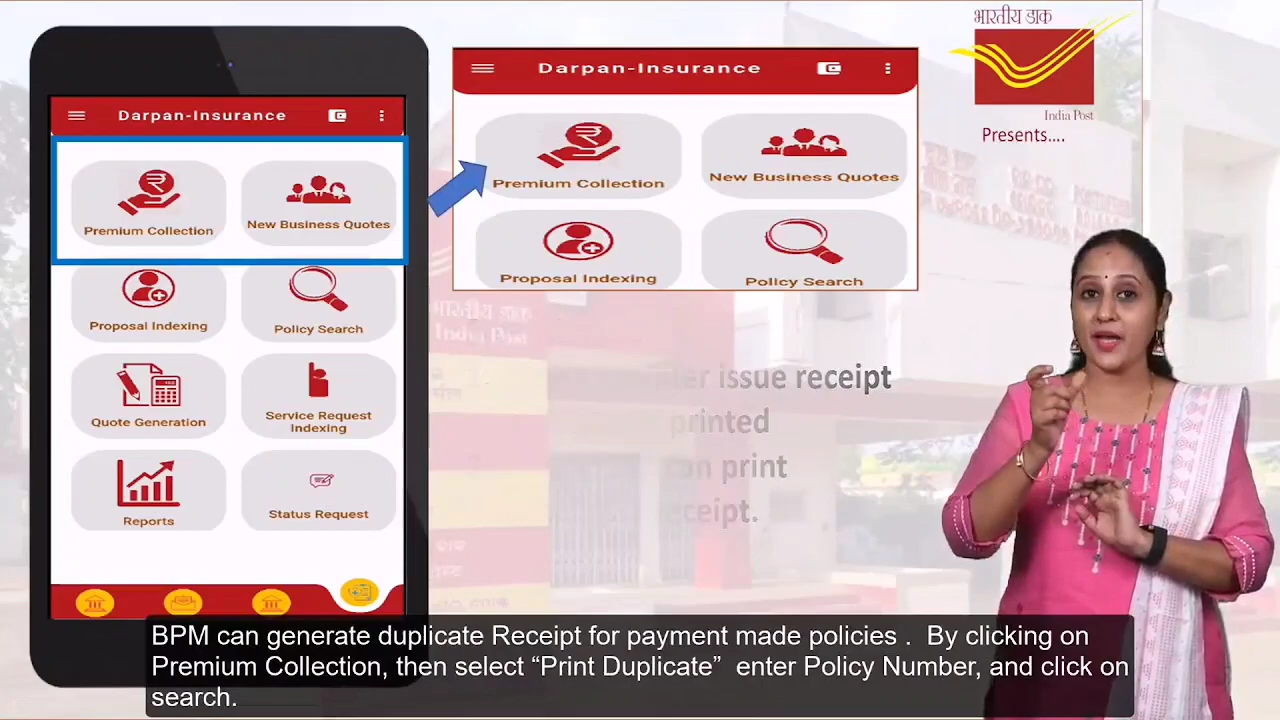 भारतीय डाक
India Post
Presents....
Darpan-Insurance
Premium Collection
New Business Quotes
Proposal Indexing
Policy Search
Quote Generation
Service Request
Indexing
Reports
Status Request
Darpan-Insurance
Premium Collection
New Business Quotes
Proposal Indexing
Policy Search
भारतीय डाक
India Post
issue receipt
printed
print
BPM can generate duplicate Receipt for payment made policies .  By clicking on
Premium Collection, then select “Print Duplicate”  enter Policy Number, and click on
search.